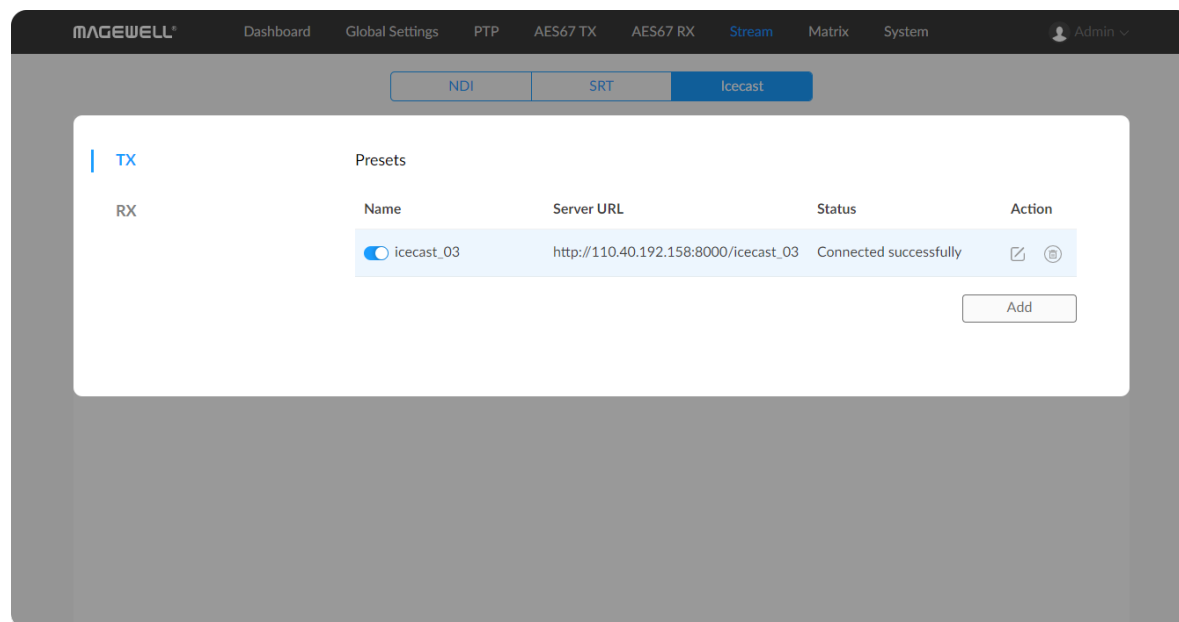 MAGEWELL® Dashboard Global Settings PTP AES67 TX AES67 RX Stream Matrix System Admin
NDI SRT Icecast
TX
RX
Presets
Name Server URL Status Action
icecast_03 http://110.40.192.158:8000/icecast_03 Connected successfully
Add